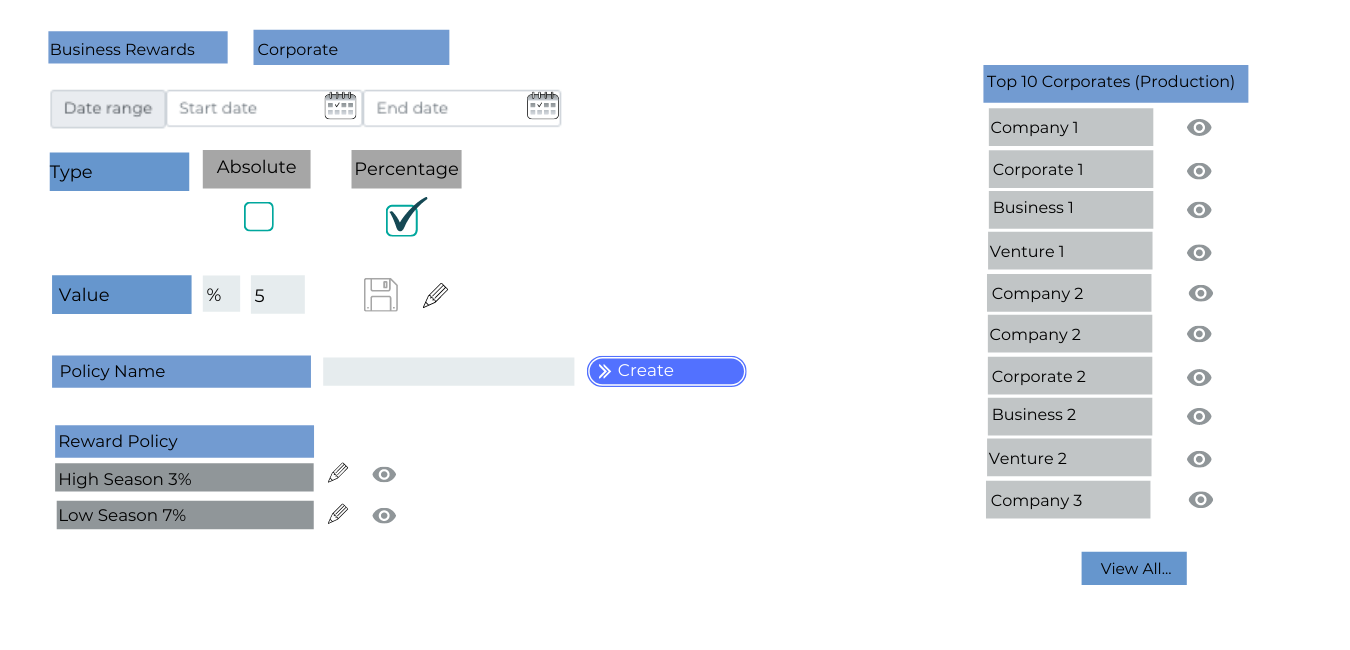 Business Rewards
Corporate
Date range
Start date
End date
Type
Absolute
Percentage
Value
%
5
Policy Name
Create
Reward Policy
High Season 3%
Low Season 7%
Top 10 Corporates (Production)
Company 1
Corporate 1
Business 1
Venture 1
Company 2
Company 2
Corporate 2
Business 2
Venture 2
Company 3
View All...